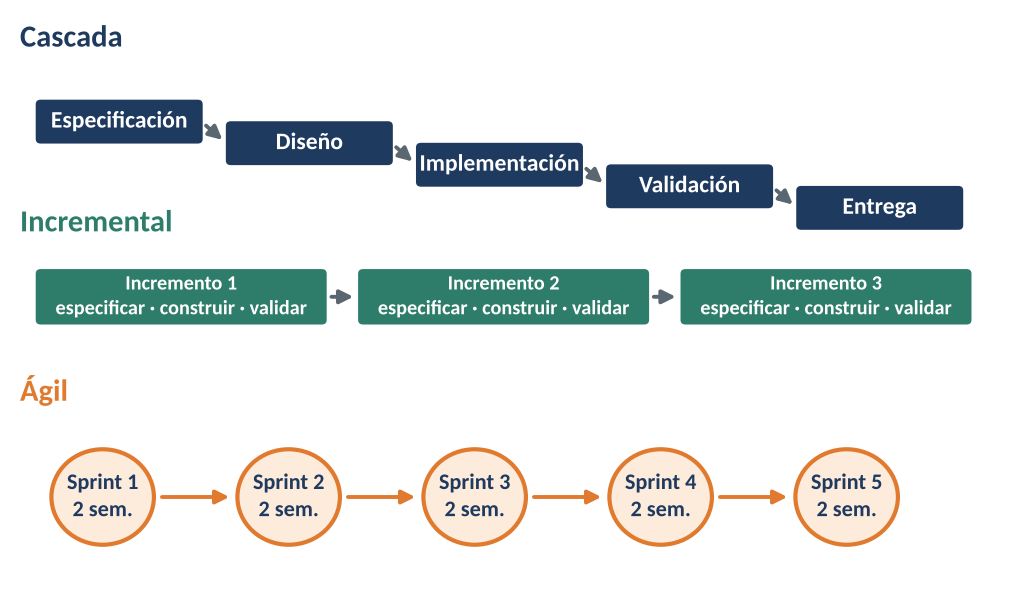 Cascada
Especificación
Diseño
Implementación
Validación
Entrega
Incremental
Incremento 1
especificar · construir · validar
Incremento 2
especificar · construir · validar
Incremento 3
especificar · construir · validar
Ágil
Sprint 1
2 sem.
Sprint 2
2 sem.
Sprint 3
2 sem.
Sprint 4
2 sem.
Sprint 5
2 sem.